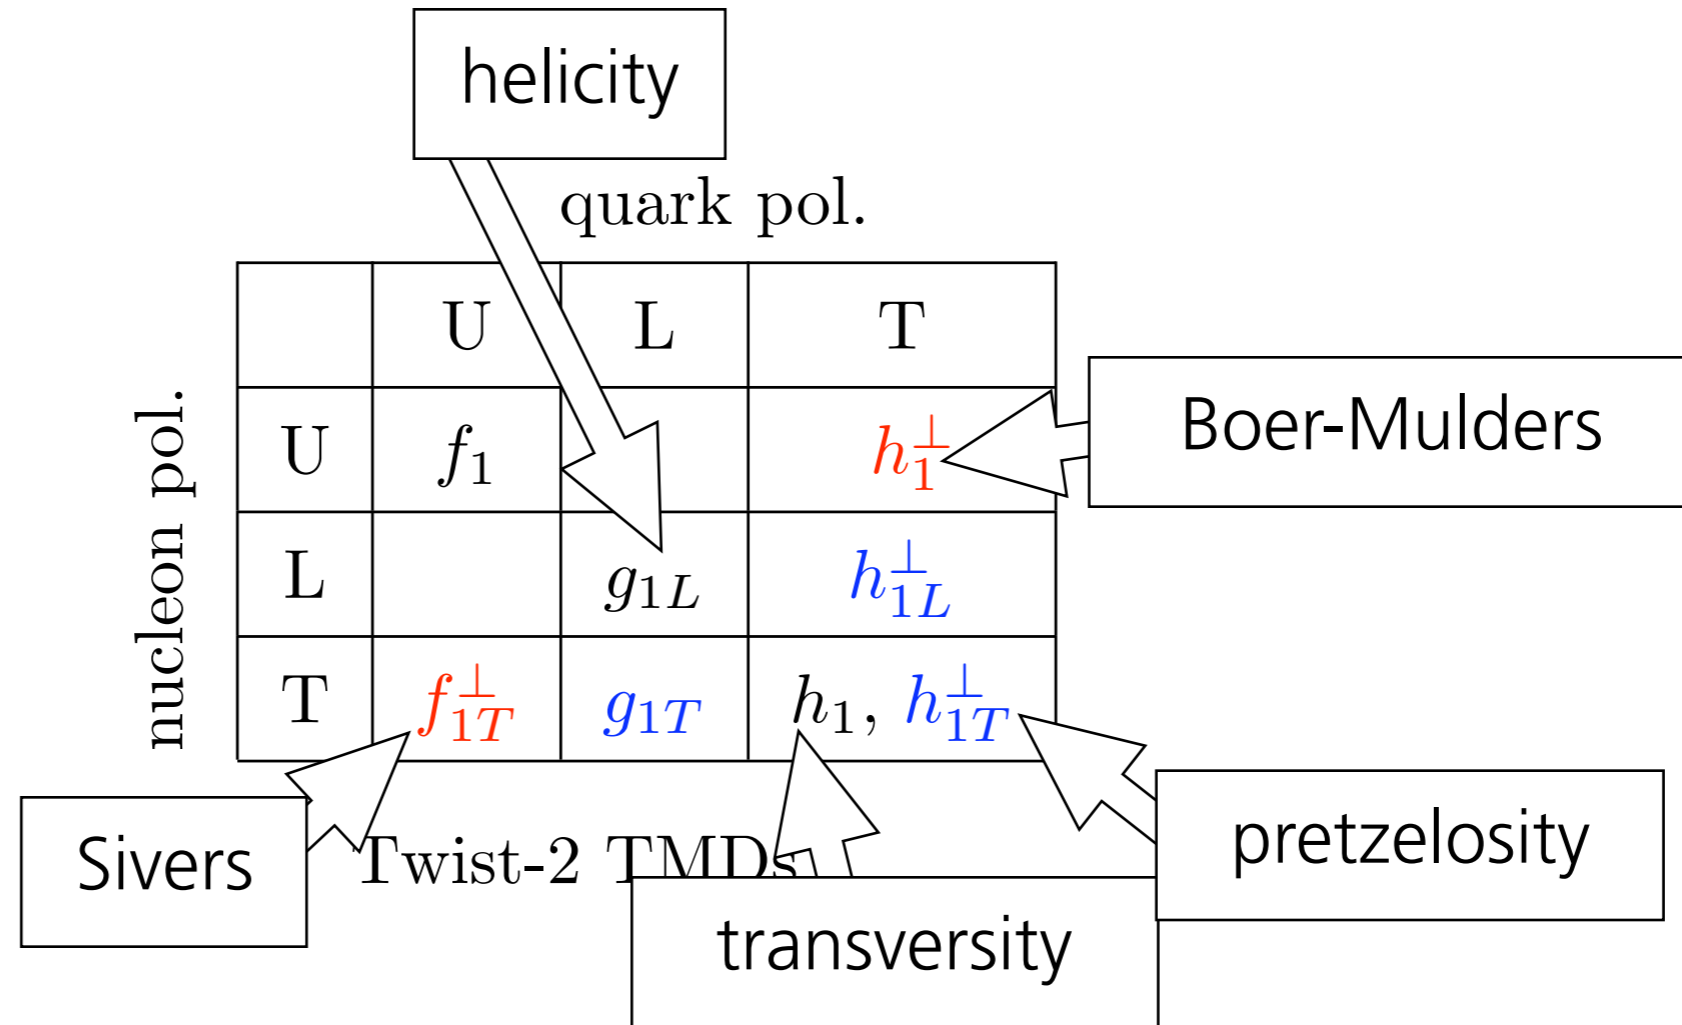 helicity
quark pol.
U L T
nucleon pol.
U f₁ h₁^⊥
Boer-Mulders
L g₁L h₁L^⊥
T f₁T^⊥ g₁T h₁, h₁T^⊥
Sivers
Twist-2 TMDs
pretzelosity
transversity